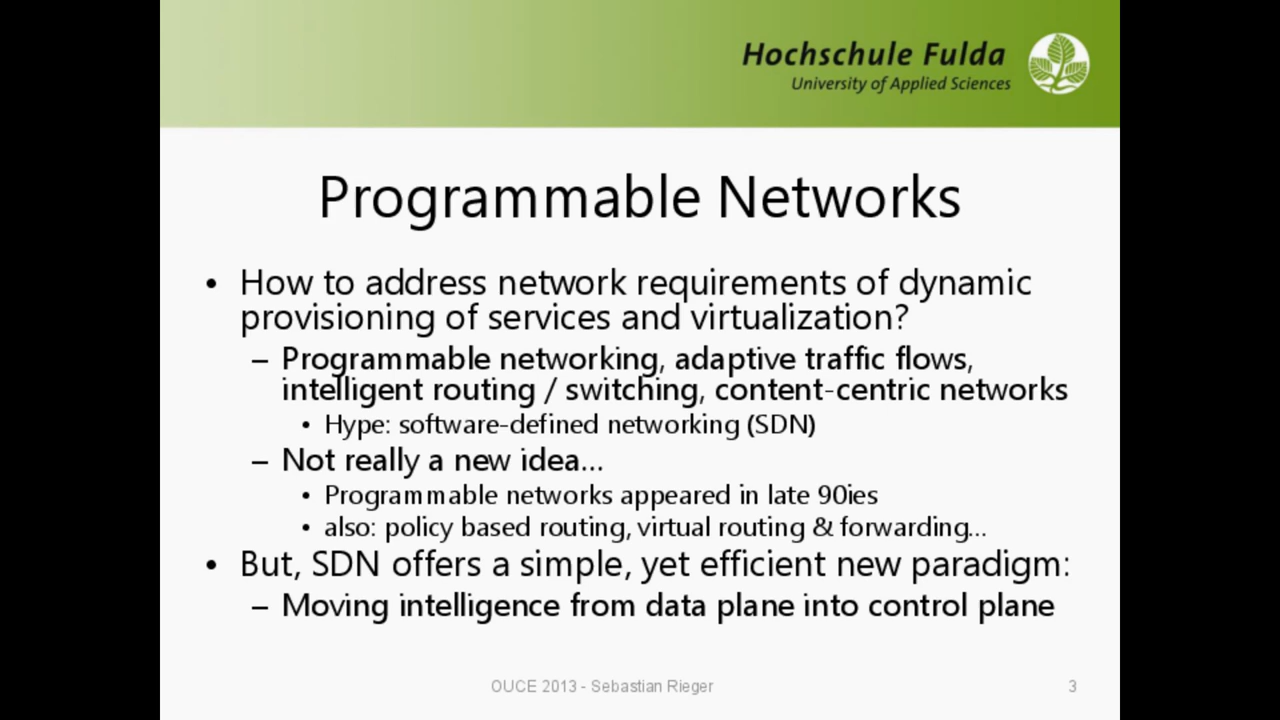 Hochschule Fulda
University of Applied Sciences
Programmable Networks
• How to address network requirements of dynamic
provisioning of services and virtualization?
– Programmable networking, adaptive traffic flows,
intelligent routing / switching, content-centric networks
• Hype: software-defined networking (SDN)
– Not really a new idea...
• Programmable networks appeared in late 90ies
• also: policy based routing, virtual routing & forwarding...
• But, SDN offers a simple, yet efficient new paradigm:
– Moving intelligence from data plane into control plane
OUCE 2013 - Sebastian Rieger
3